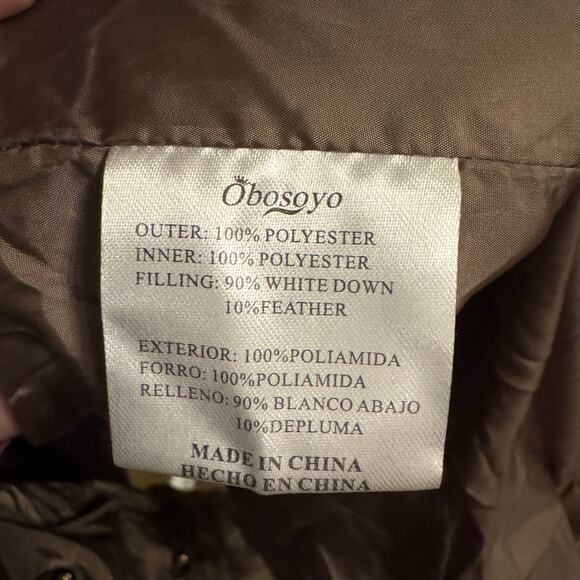 Obosoyo
OUTER: 100% POLYESTER
INNER: 100% POLYESTER
FILLING: 90% WHITE DOWN
10%FEATHER
EXTERIOR: 100%POLIAMIDA
FORRO: 100%POLIAMIDA
RELLENO: 90% BLANCO ABAJO
10%DEPLUMA
MADE IN CHINA
HECHO EN CHINA